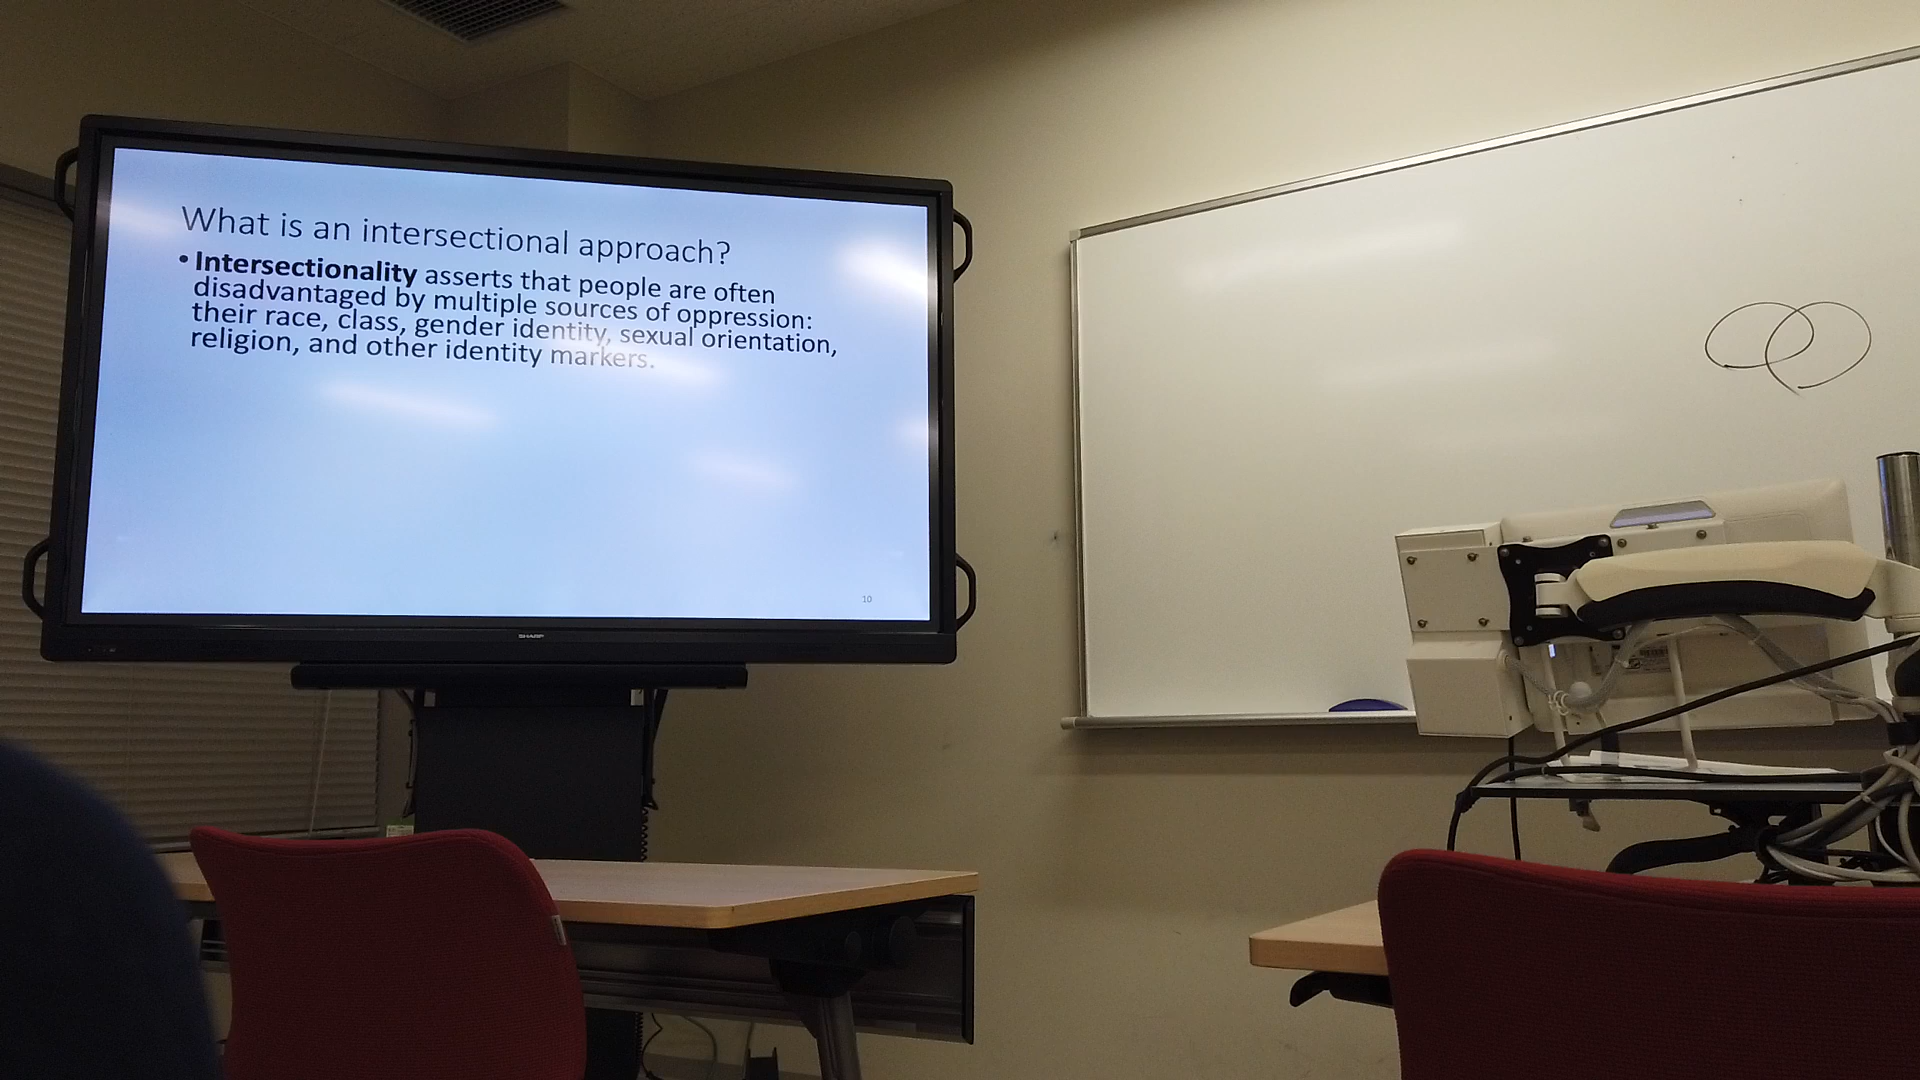 What is an intersectional approach?
• Intersectionality asserts that people are often
disadvantaged by multiple sources of oppression:
their race, class, gender identity, sexual orientation,
religion, and other identity markers.
10
SHARP